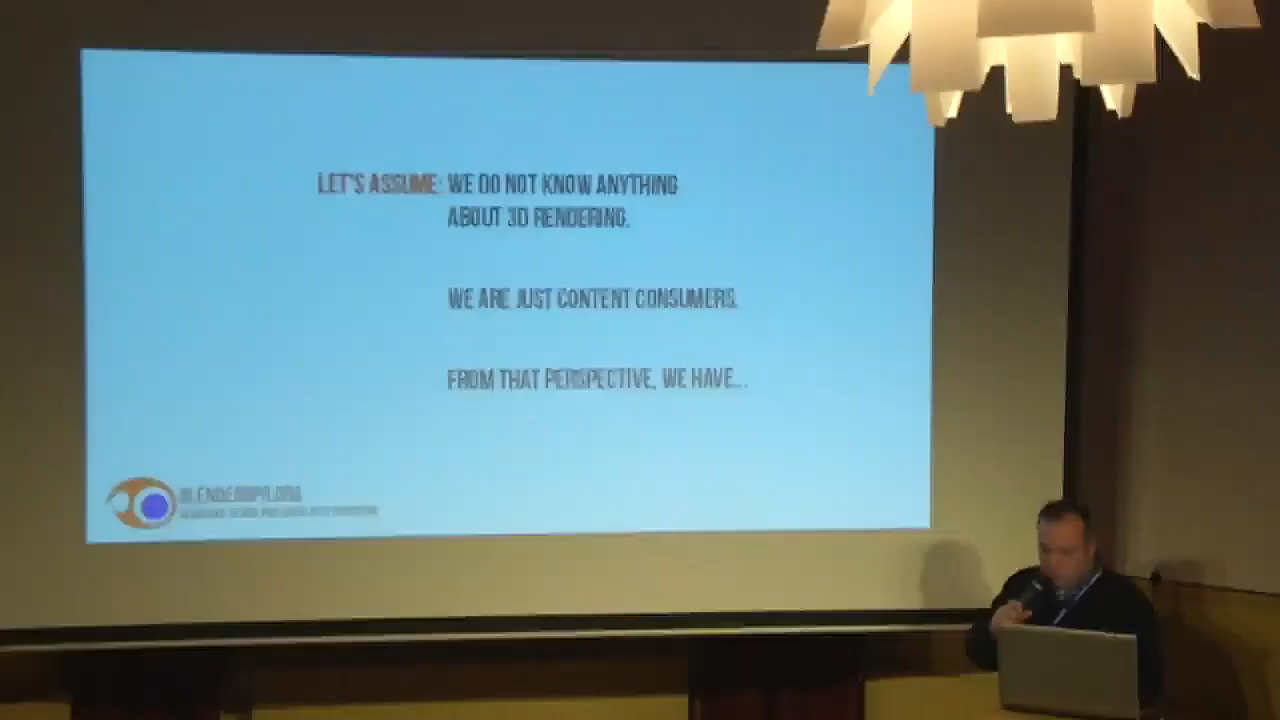 LET'S ASSUME: WE DO NOT KNOW ANYTHING
ABOUT 3D RENDERING.
WE ARE JUST CONTENT CONSUMERS.
FROM THAT PERSPECTIVE, WE HAVE...